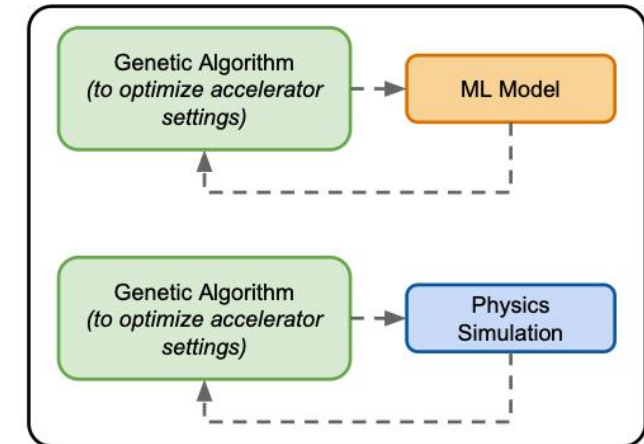 Genetic Algorithm
(to optimize accelerator
settings)
ML Model
Genetic Algorithm
(to optimize accelerator
settings)
Physics
Simulation